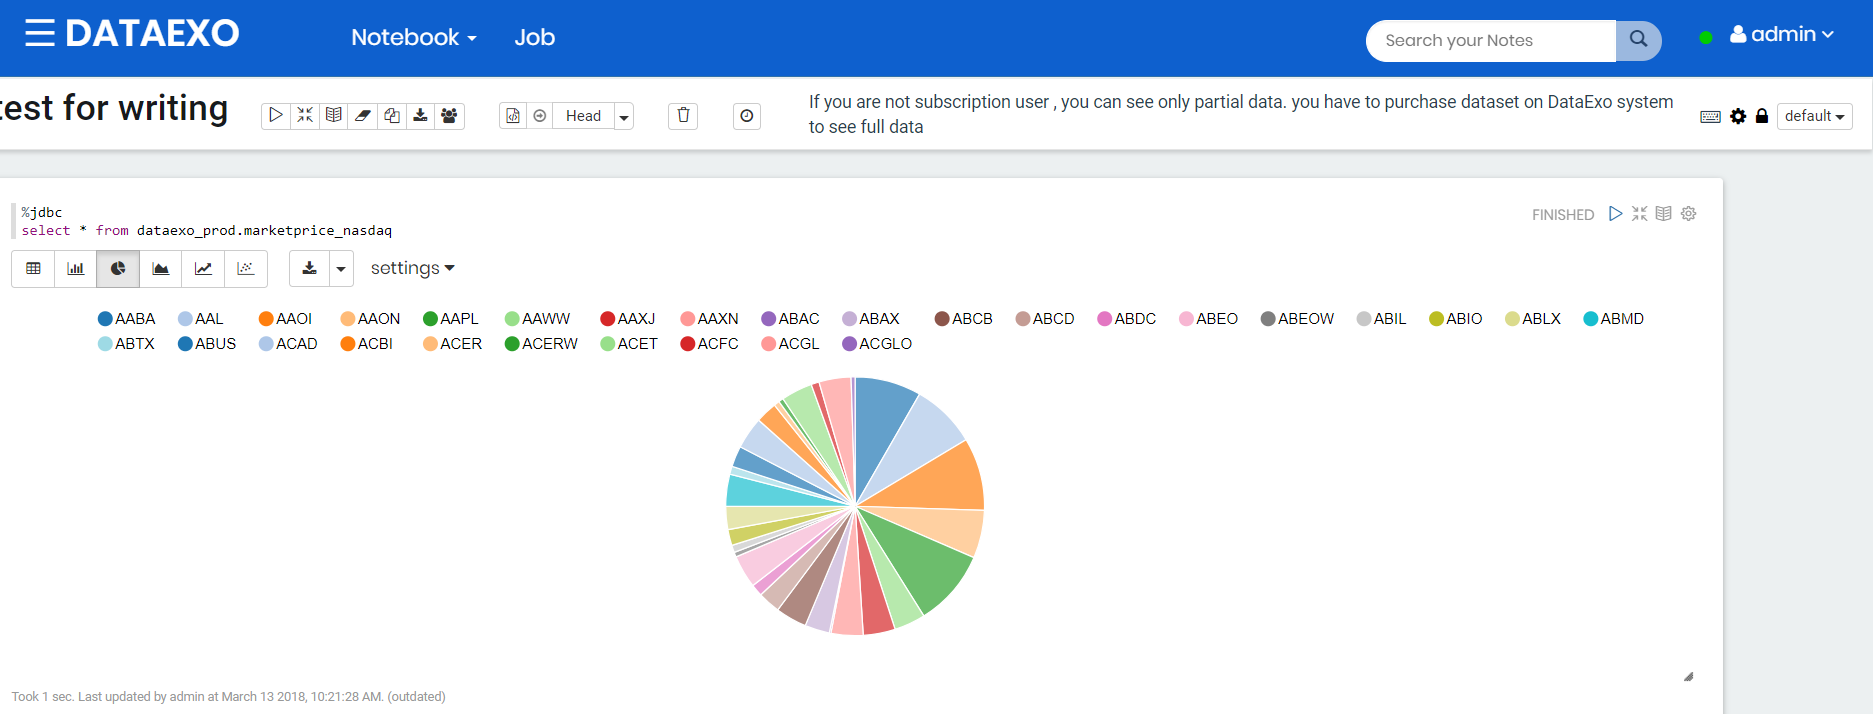 DATAEXO
Notebook
Job
Search your Notes
admin
est for writing
Head
If you are not subscription user , you can see only partial data. you have to purchase dataset on DataExo system
to see full data
default
%jdbc
select * from dataexo_prod.marketprice_nasdaq
FINISHED
settings
AABA AAL AAOI AAON AAPL AAWW AAXJ AAXN ABAC ABAX ABCB ABCD ABDC ABEO ABEOW ABIL ABIO ABLX ABMD
ABTX ABUS ACAD ACBI ACER ACERW ACET ACFC ACGL ACGLO
Took 1 sec. Last updated by admin at March 13 2018, 10:21:28 AM. (outdated)